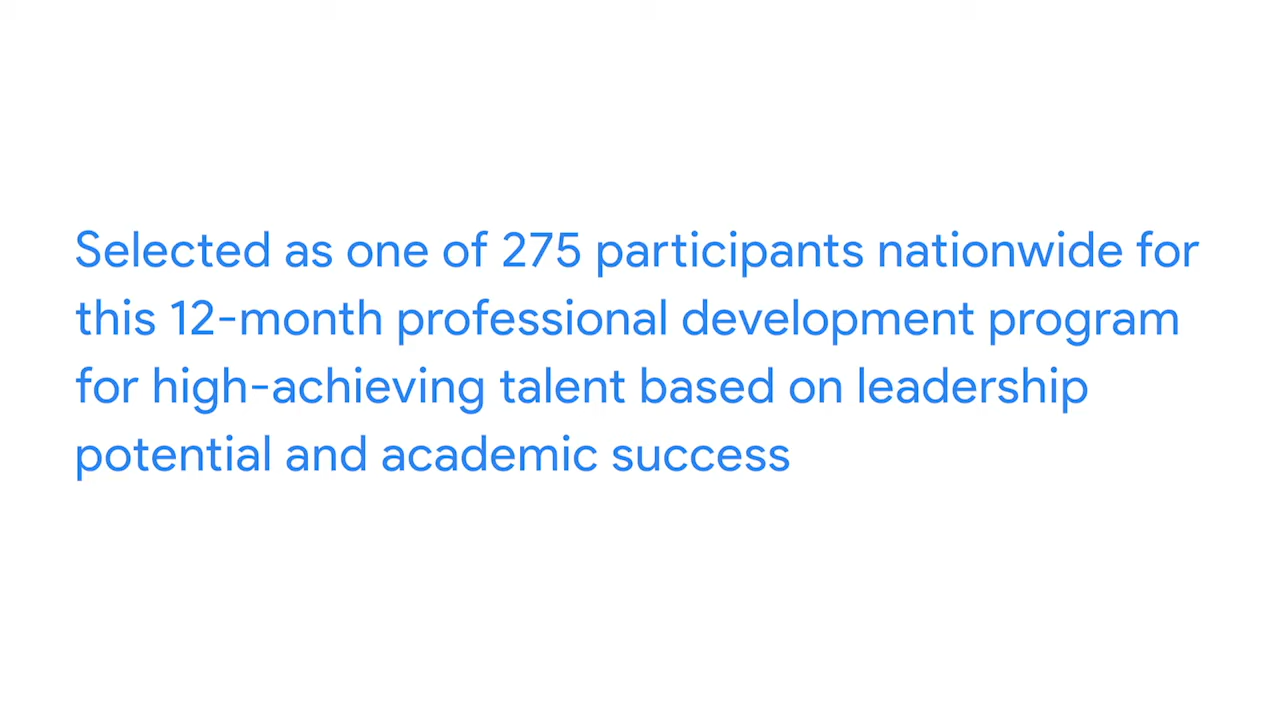 Selected as one of 275 participants nationwide for
this 12-month professional development program
for high-achieving talent based on leadership
potential and academic success